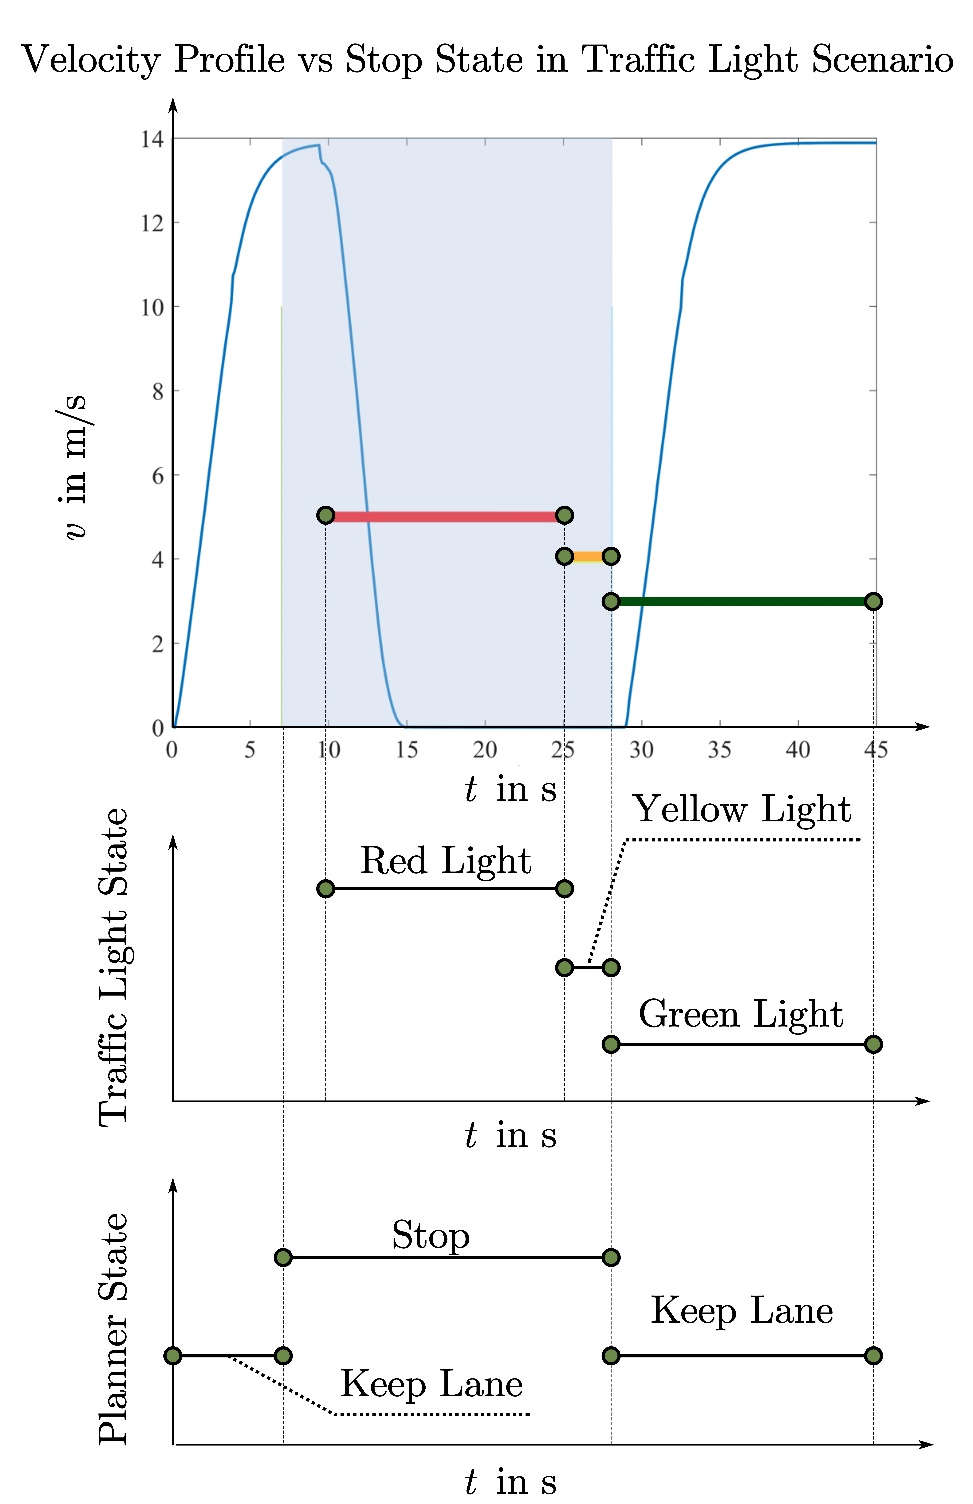 Velocity Profile vs Stop State in Traffic Light Scenario
14
12
10
8
6
4
2
0
v in m/s
0 5 10 15 20 25 30 35 40 45
t in s
Yellow Light
Red Light
Green Light
Traffic Light State
t in s
Stop
Keep Lane
Keep Lane
Planner State
t in s